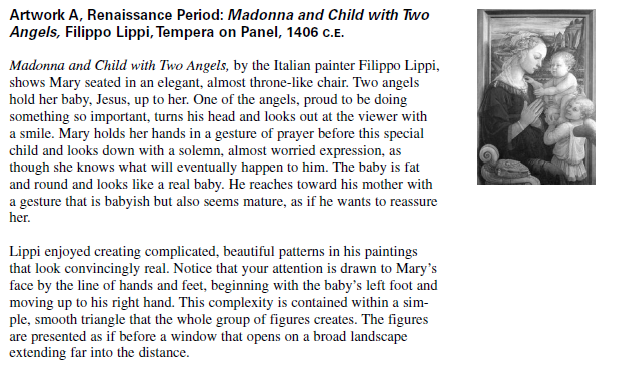 Artwork A, Renaissance Period: Madonna and Child with Two
Angels, Filippo Lippi, Tempera on Panel, 1406 C.E.
Madonna and Child with Two Angels, by the Italian painter Filippo Lippi,
shows Mary seated in an elegant, almost throne-like chair. Two angels
hold her baby, Jesus, up to her. One of the angels, proud to be doing
something so important, turns his head and looks out at the viewer with
a smile. Mary holds her hands in a gesture of prayer before this special
child and looks down with a solemn, almost worried expression, as
though she knows what will eventually happen to him. The baby is fat
and round and looks like a real baby. He reaches toward his mother with
a gesture that is babyish but also seems mature, as if he wants to reassure
her.
Lippi enjoyed creating complicated, beautiful patterns in his paintings
that look convincingly real. Notice that your attention is drawn to Mary's
face by the line of hands and feet, beginning with the baby's left foot and
moving up to his right hand. This complexity is contained within a sim-
ple, smooth triangle that the whole group of figures creates. The figures
are presented as if before a window that opens on a broad landscape
extending far into the distance.